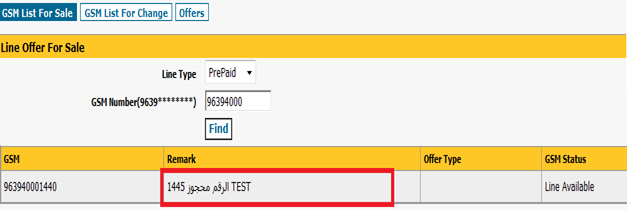 GSM List For Sale GSM List For Change Offers
Line Offer For Sale
Line Type PrePaid
GSM Number(9639********) 96394000
Find
GSM Remark Offer Type GSM Status
963940001440 1445 الرقم محجوز TEST Line Available